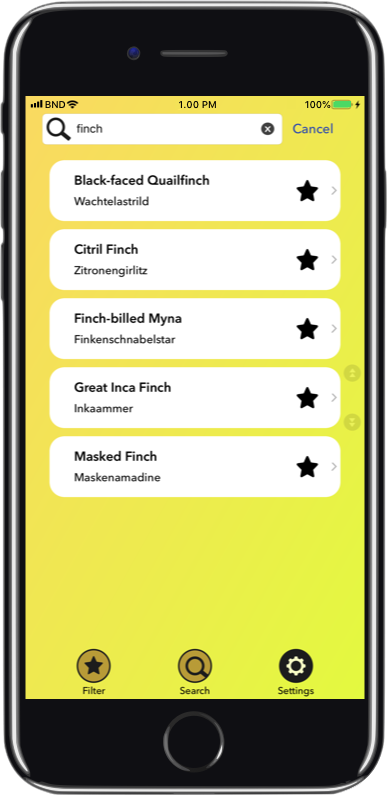 BND 1.00 PM 100%
finch Cancel
Black-faced Quailfinch
Wachtelastrild
Citril Finch
Zitronengirlitz
Finch-billed Myna
Finkenschnabelstar
Great Inca Finch
Inkaammer
Masked Finch
Maskenamadine
Filter Search Settings